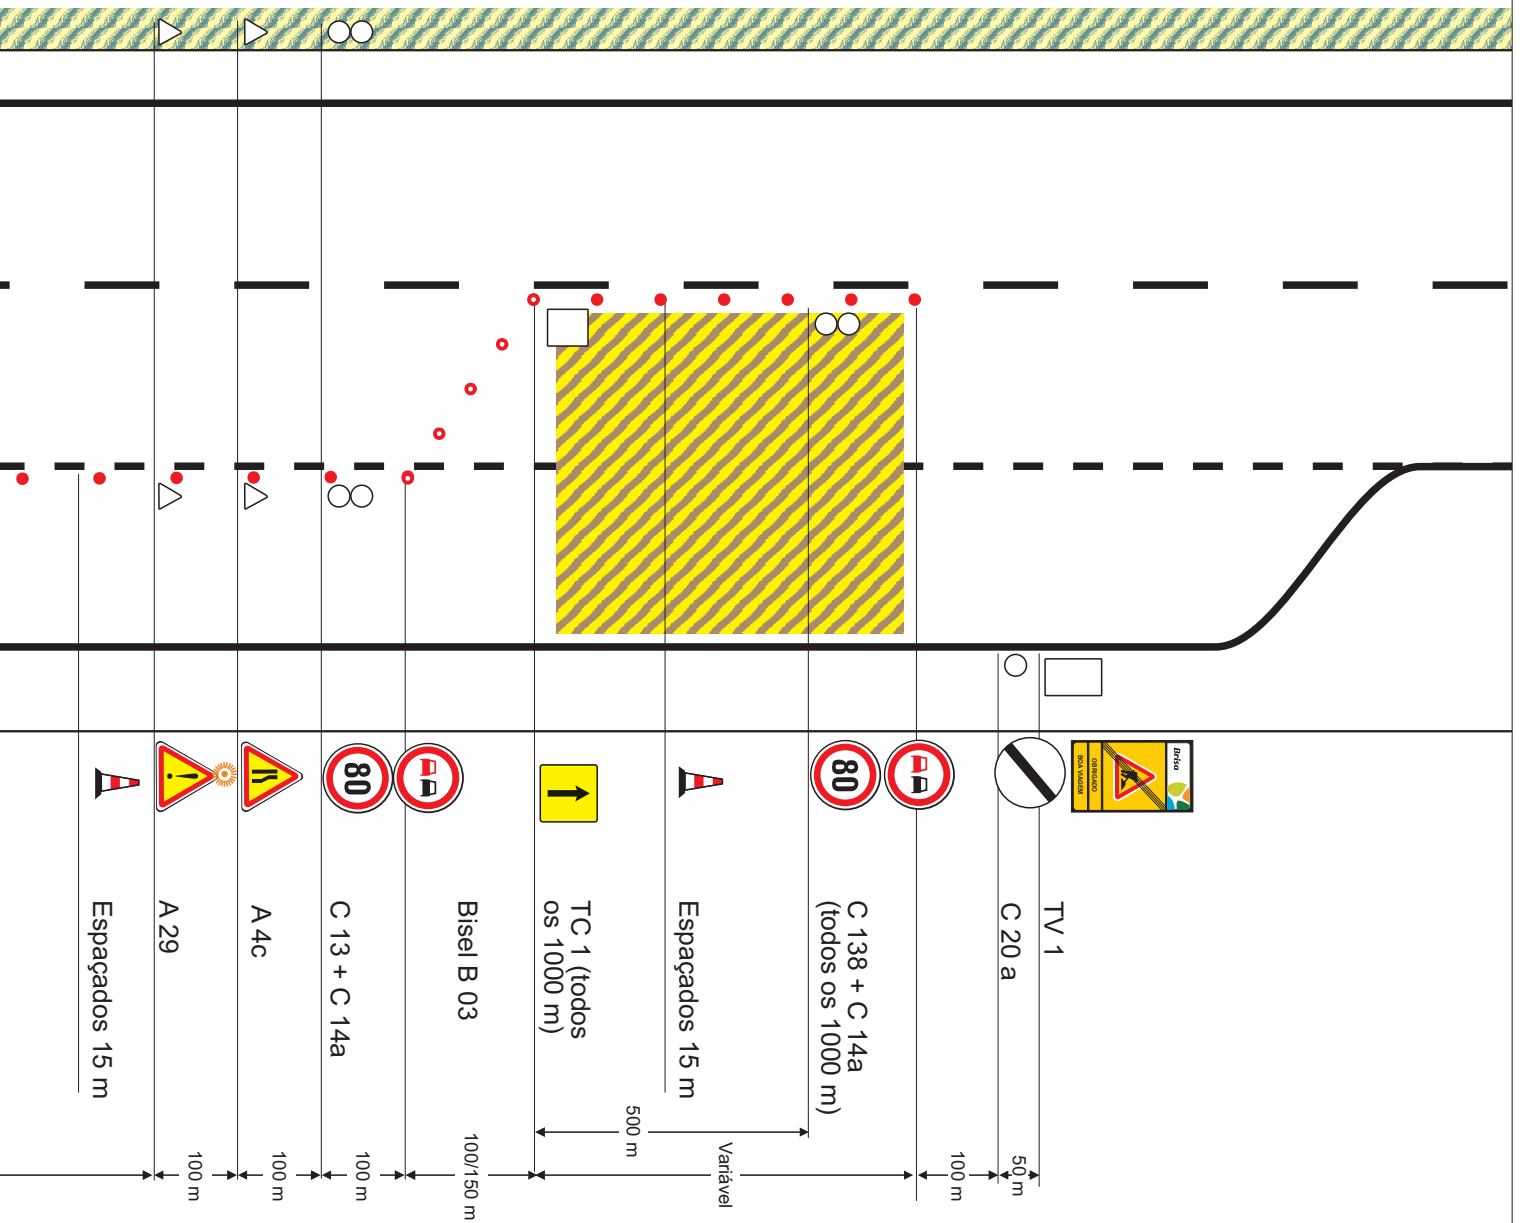 Brisa
OBRIGADO
BOA VIAGEM
80
80
TV 1
C 20 a
C 138 + C 14a
(todos os 1000 m)
Espaçados 15 m
TC 1 (todos
os 1000 m)
Bisel B 03
C 13 + C 14a
A 4c
A 29
Espaçados 15 m
50 m
100 m
Variável
500 m
100/150 m
100 m
100 m
100 m